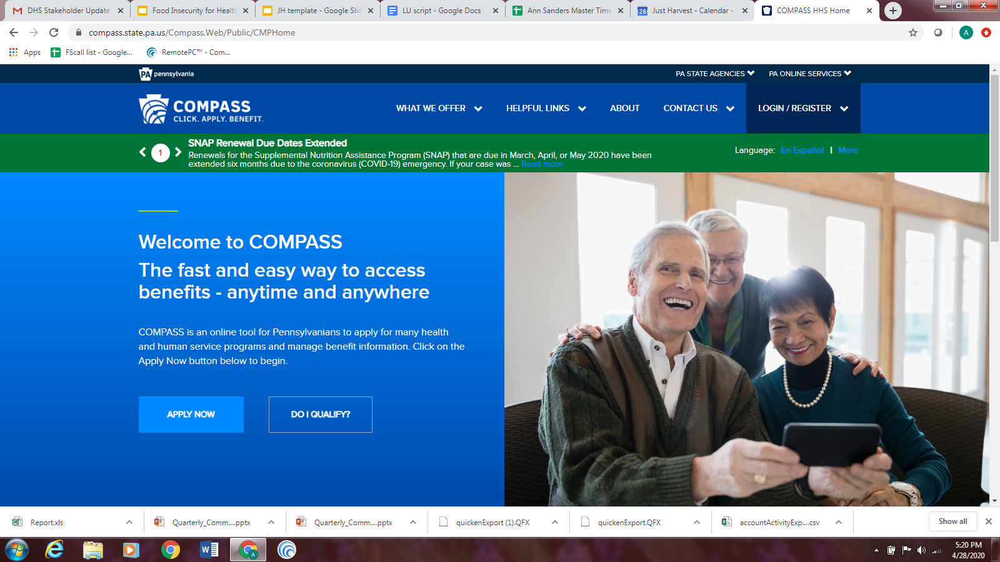 DHS Stakeholder Update
Food Insecurity for Health
JH template - Google Slid
LU script - Google Docs
Ann Sanders Master Time
28
Just Harvest - Calendar -
COMPASS HHS Home
compass.state.pa.us/Compass.Web/Public/CMPHome
A
Apps
FScall list - Google...
RemotePC™ - Com...
PA pennsylvania
PA STATE AGENCIES
PA ONLINE SERVICES
COMPASS
CLICK. APPLY. BENEFIT.
WHAT WE OFFER
HELPFUL LINKS
ABOUT
CONTACT US
LOGIN / REGISTER
1
SNAP Renewal Due Dates Extended
Renewals for the Supplemental Nutrition Assistance Program (SNAP) that are due in March, April, or May 2020 have been
extended six months due to the coronavirus (COVID-19) emergency. If your case was ... Read more
Language: En Español | More
Welcome to COMPASS
The fast and easy way to access
benefits - anytime and anywhere
COMPASS is an online tool for Pennsylvanians to apply for many health
and human service programs and manage benefit information. Click on the
Apply Now button below to begin.
APPLY NOW
DO I QUALIFY?
Report.xls
Quarterly_Comm....pptx
Quarterly_Comm....pptx
quickenExport (1).QFX
quickenExport.QFX
accountActivityExp....csv
Show all
A
5:20 PM
4/28/2020